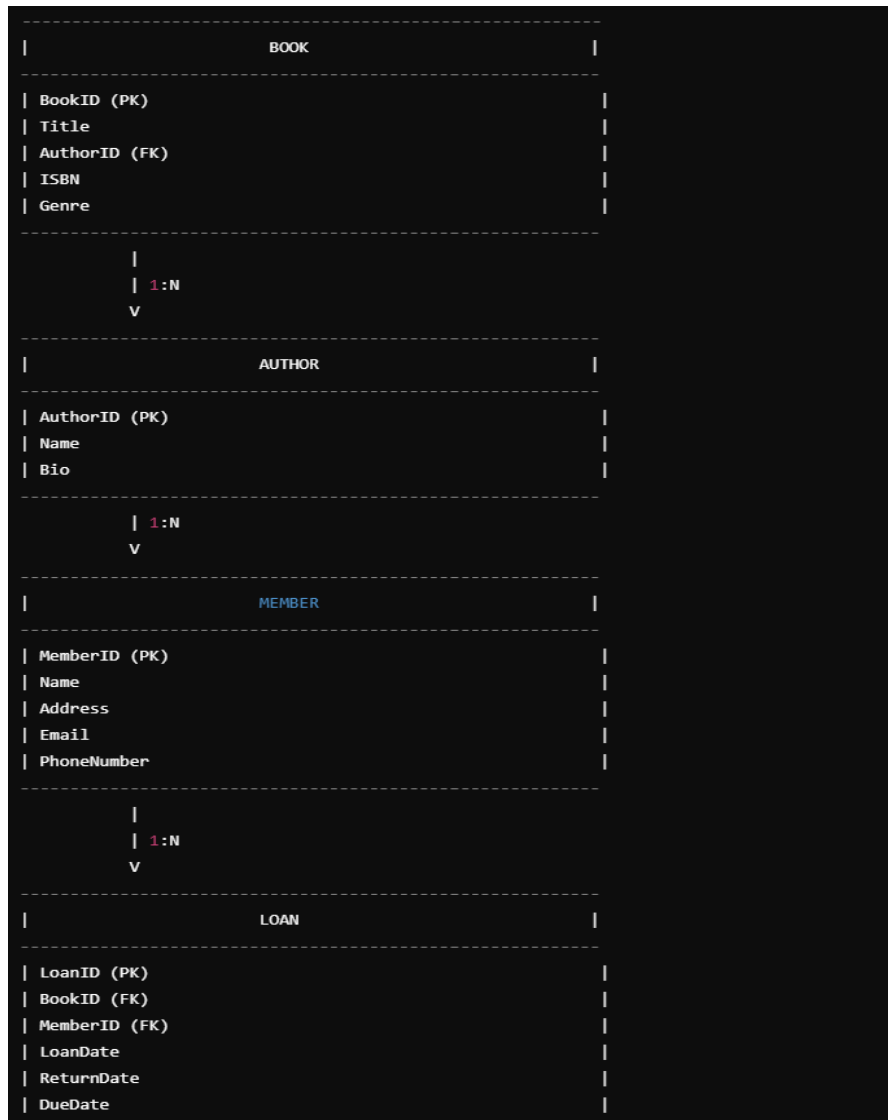 -----------------------------------------------------------
| BOOK |
-----------------------------------------------------------
| BookID (PK) |
| Title |
| AuthorID (FK) |
| ISBN |
| Genre |
-----------------------------------------------------------
|
| 1:N
V
-----------------------------------------------------------
| AUTHOR |
-----------------------------------------------------------
| AuthorID (PK) |
| Name |
| Bio |
-----------------------------------------------------------
| 1:N
V
-----------------------------------------------------------
| MEMBER |
-----------------------------------------------------------
| MemberID (PK) |
| Name |
| Address |
| Email |
| PhoneNumber |
-----------------------------------------------------------
|
| 1:N
V
-----------------------------------------------------------
| LOAN |
-----------------------------------------------------------
| LoanID (PK) |
| BookID (FK) |
| MemberID (FK) |
| LoanDate |
| ReturnDate |
| DueDate |